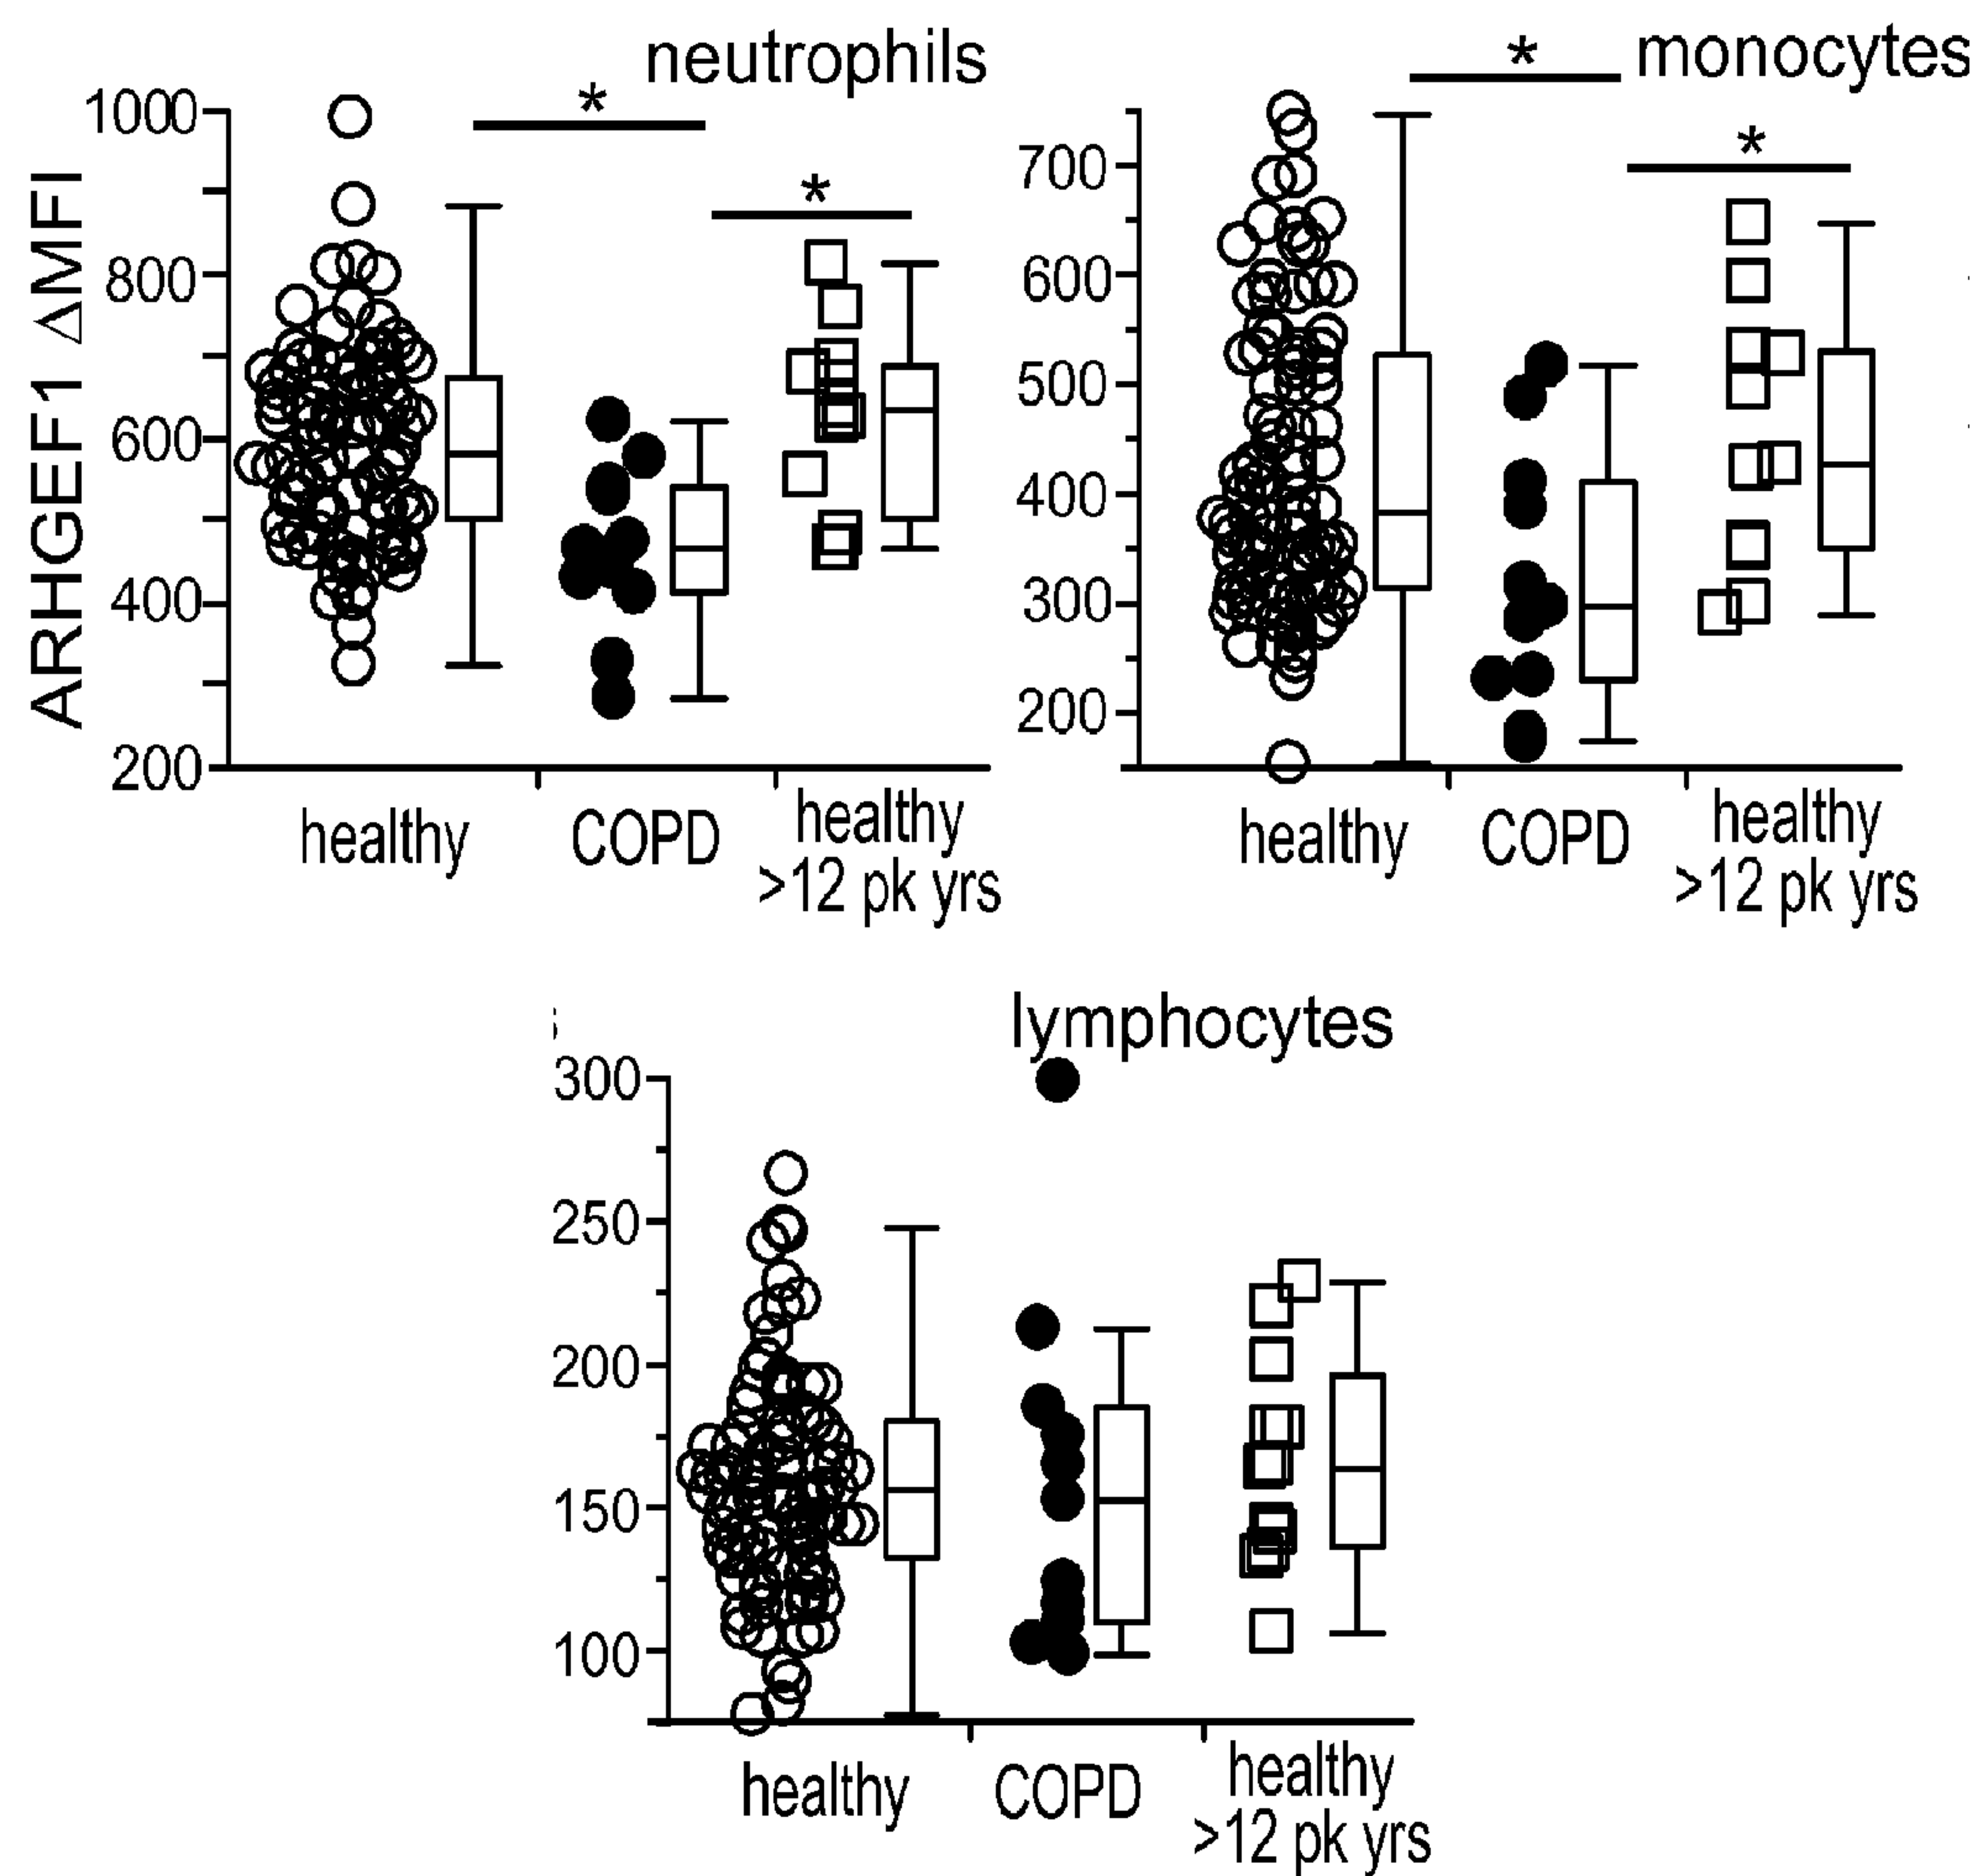 neutrophils
*
*
ARHGEF1 ΔMFI
1000
800
600
400
200
healthy
COPD
healthy
>12 pk yrs
monocytes
*
*
700
600
500
400
300
200
healthy
COPD
healthy
>12 pk yrs
lymphocytes
300
250
200
150
100
healthy
COPD
healthy
>12 pk yrs